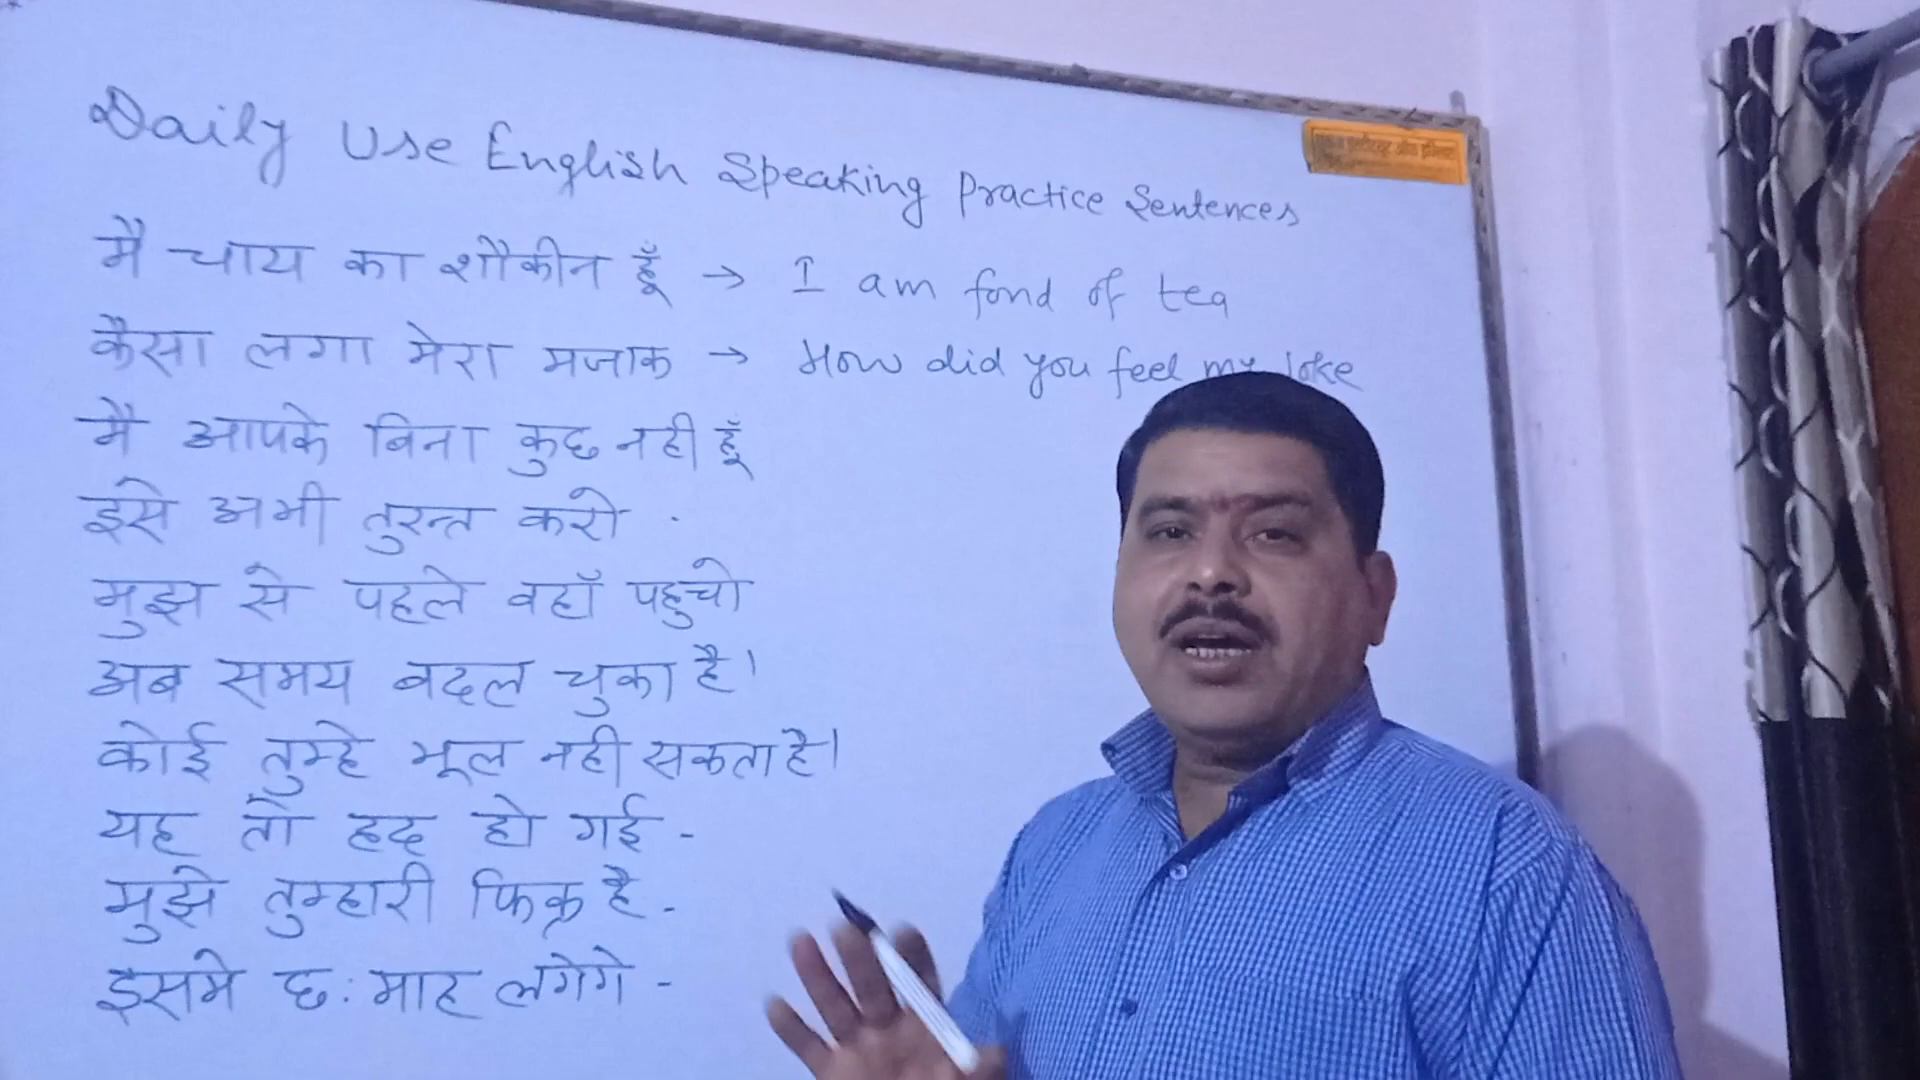 Daily Use English Speaking Practice Sentences
मै चाय का शौकीन हूँ → I am fond of tea
कैसा लगा मेरा मजाक → How did you feel my Joke
मै आपके बिना कुछ नही हूँ
इसे अभी तुरन्त करो .
मुझ से पहले वहाँ पहुचो
अब समय बदल चुका है।
कोई तुम्हे भूल नही सकता है।
यह तो हद हो गई -
मुझे तुम्हारी फिक्र है -
इसमे छ: माह लगेगे -